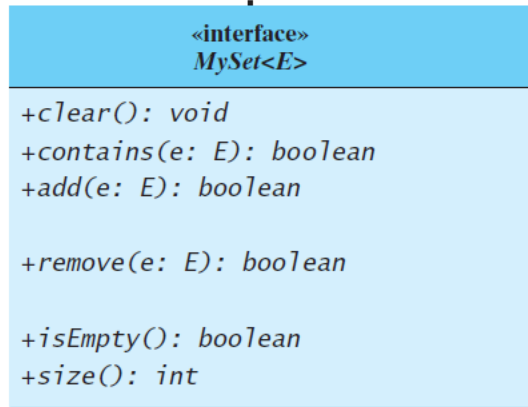 «interface»
MySet<E>
+clear(): void
+contains(e: E): boolean
+add(e: E): boolean
+remove(e: E): boolean
+isEmpty(): boolean
+size(): int